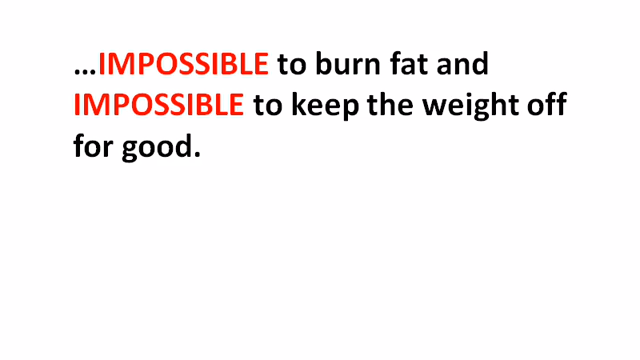 …IMPOSSIBLE to burn fat and
IMPOSSIBLE to keep the weight off
for good.